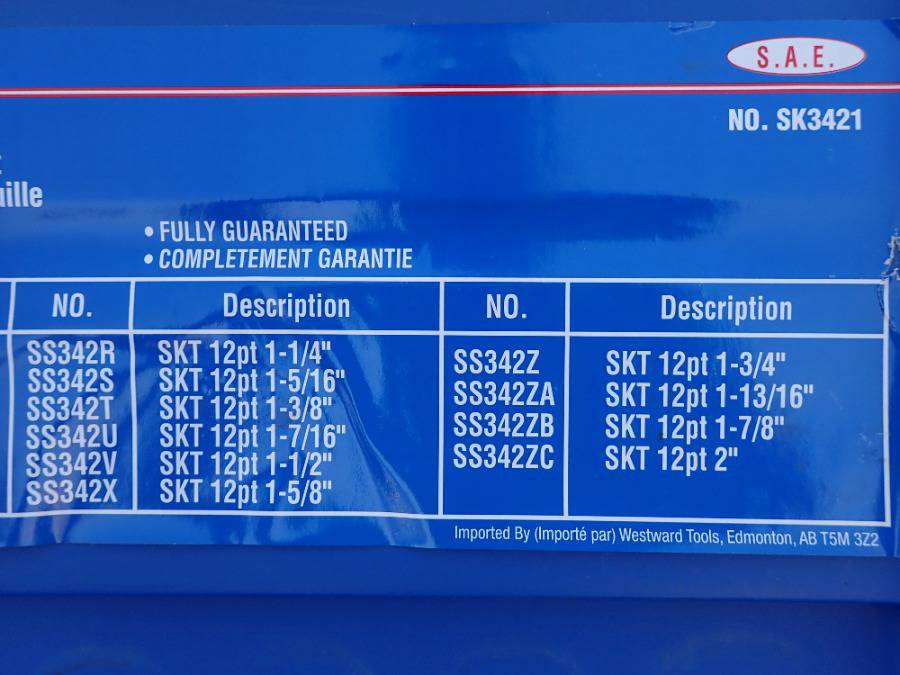 S.A.E.
NO. SK3421
• FULLY GUARANTEED
• COMPLETEMENT GARANTIE
NO. Description NO. Description
SS342R SKT 12pt 1-1/4"
SS342S SKT 12pt 1-5/16"
SS342T SKT 12pt 1-3/8"
SS342U SKT 12pt 1-7/16"
SS342V SKT 12pt 1-1/2"
SS342X SKT 12pt 1-5/8"
SS342Z SKT 12pt 1-3/4"
SS342ZA SKT 12pt 1-13/16"
SS342ZB SKT 12pt 1-7/8"
SS342ZC SKT 12pt 2"
Imported By (Importé par) Westward Tools, Edmonton, AB T5M 3Z2